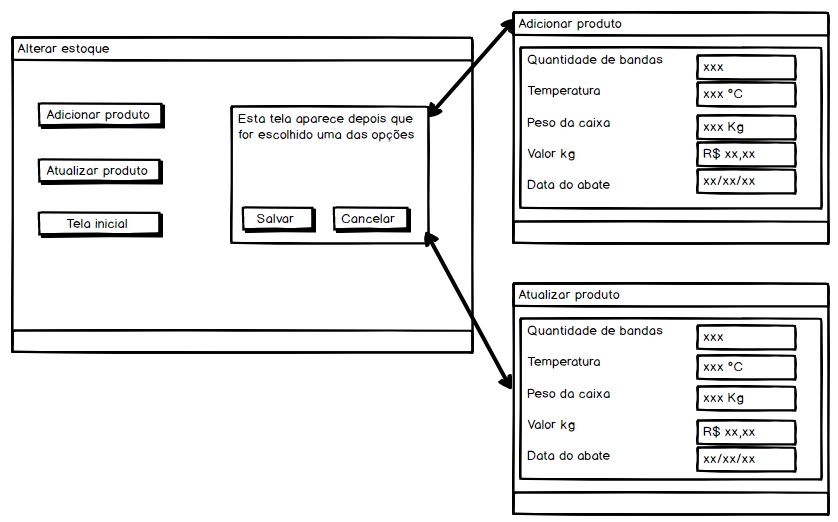 Alterar estoque
Adicionar produto
Atualizar produto
Tela inicial
Esta tela aparece depois que
for escolhido uma das opções
Salvar
Cancelar
Adicionar produto
Quantidade de bandas
xxx
Temperatura
xxx °C
Peso da caixa
xxx Kg
Valor kg
R$ xx,xx
Data do abate
xx/xx/xx
Atualizar produto
Quantidade de bandas
xxx
Temperatura
xxx °C
Peso da caixa
xxx Kg
Valor kg
R$ xx,xx
Data do abate
xx/xx/xx